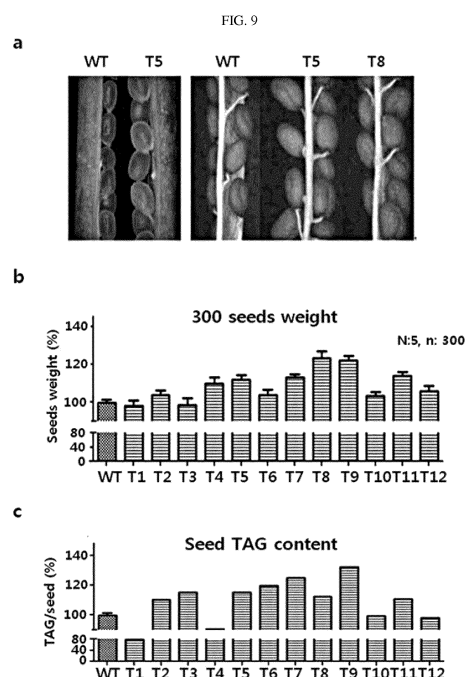 FIG. 9
a
WT T5 WT T5 T8
b
300 seeds weight
N:5, n: 300
Seeds weight (%)
140
120
100
80
40
0
WT T1 T2 T3 T4 T5 T6 T7 T8 T9 T10 T11 T12
c
Seed TAG content
TAG/seed (%)
140
120
100
80
40
0
WT T1 T2 T3 T4 T5 T6 T7 T8 T9 T10 T11 T12